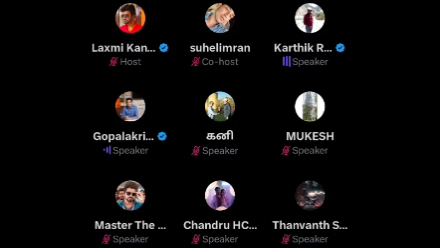 Laxmi Kan... suhelimran Karthik R...
Host Co-host Speaker
Gopalakri... கனி MUKESH
Speaker Speaker Speaker
Master The ... Chandru HC... Thanvanth S...
Speaker Speaker Speaker